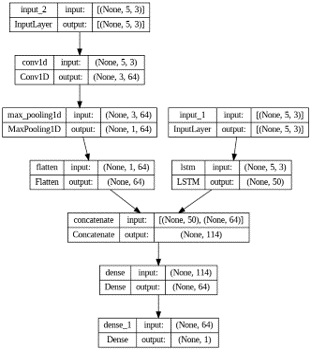 input_2 input: [(None, 5, 3)]
InputLayer output: [(None, 5, 3)]
conv1d input: (None, 5, 3)
Conv1D output: (None, 3, 64)
max_pooling1d input: (None, 3, 64)
MaxPooling1D output: (None, 1, 64)
input_1 input: [(None, 5, 3)]
InputLayer output: [(None, 5, 3)]
flatten input: (None, 1, 64)
Flatten output: (None, 64)
lstm input: (None, 5, 3)
LSTM output: (None, 50)
concatenate input: [(None, 50), (None, 64)]
Concatenate output: (None, 114)
dense input: (None, 114)
Dense output: (None, 64)
dense_1 input: (None, 64)
Dense output: (None, 1)